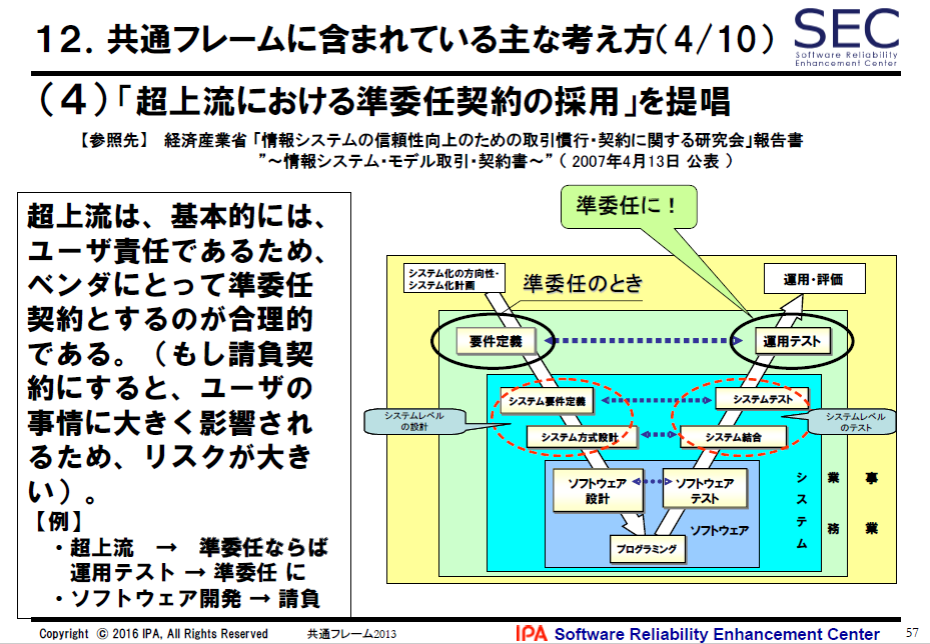 １２．共通フレームに含まれている主な考え方（４/１０）
SEC
Software Reliability
Enhancement Center
（４）「超上流における準委任契約の採用」を提唱
【参照先】　経済産業省「情報システムの信頼性向上のための取引慣行・契約に関する研究会」報告書
”～情報システム・モデル取引・契約書～”（ 2007年4月13日 公表 ）
超上流は、基本的には、
ユーザ責任であるため、
ベンダにとって準委任
契約とするのが合理的
である。（もし請負契
約にすると、ユーザの
事情に大きく影響され
るため、リスクが大き
い）。
【例】
・超上流　→　準委任ならば
運用テスト → 準委任 に
・ソフトウェア開発 → 請負
準委任に！
システム化の方向性・
システム化計画
準委任のとき
運用・評価
要件定義
運用テスト
システム要件定義
システムテスト
システムレベル
の設計
システムレベル
のテスト
システム方式設計
システム結合
ソフトウェア
設計
ソフトウェア
テスト
ソフトウェア
プログラミング
システム
業務
事業
Copyright © 2016 IPA, All Rights Reserved
共通フレーム2013
IPA Software Reliability Enhancement Center
57